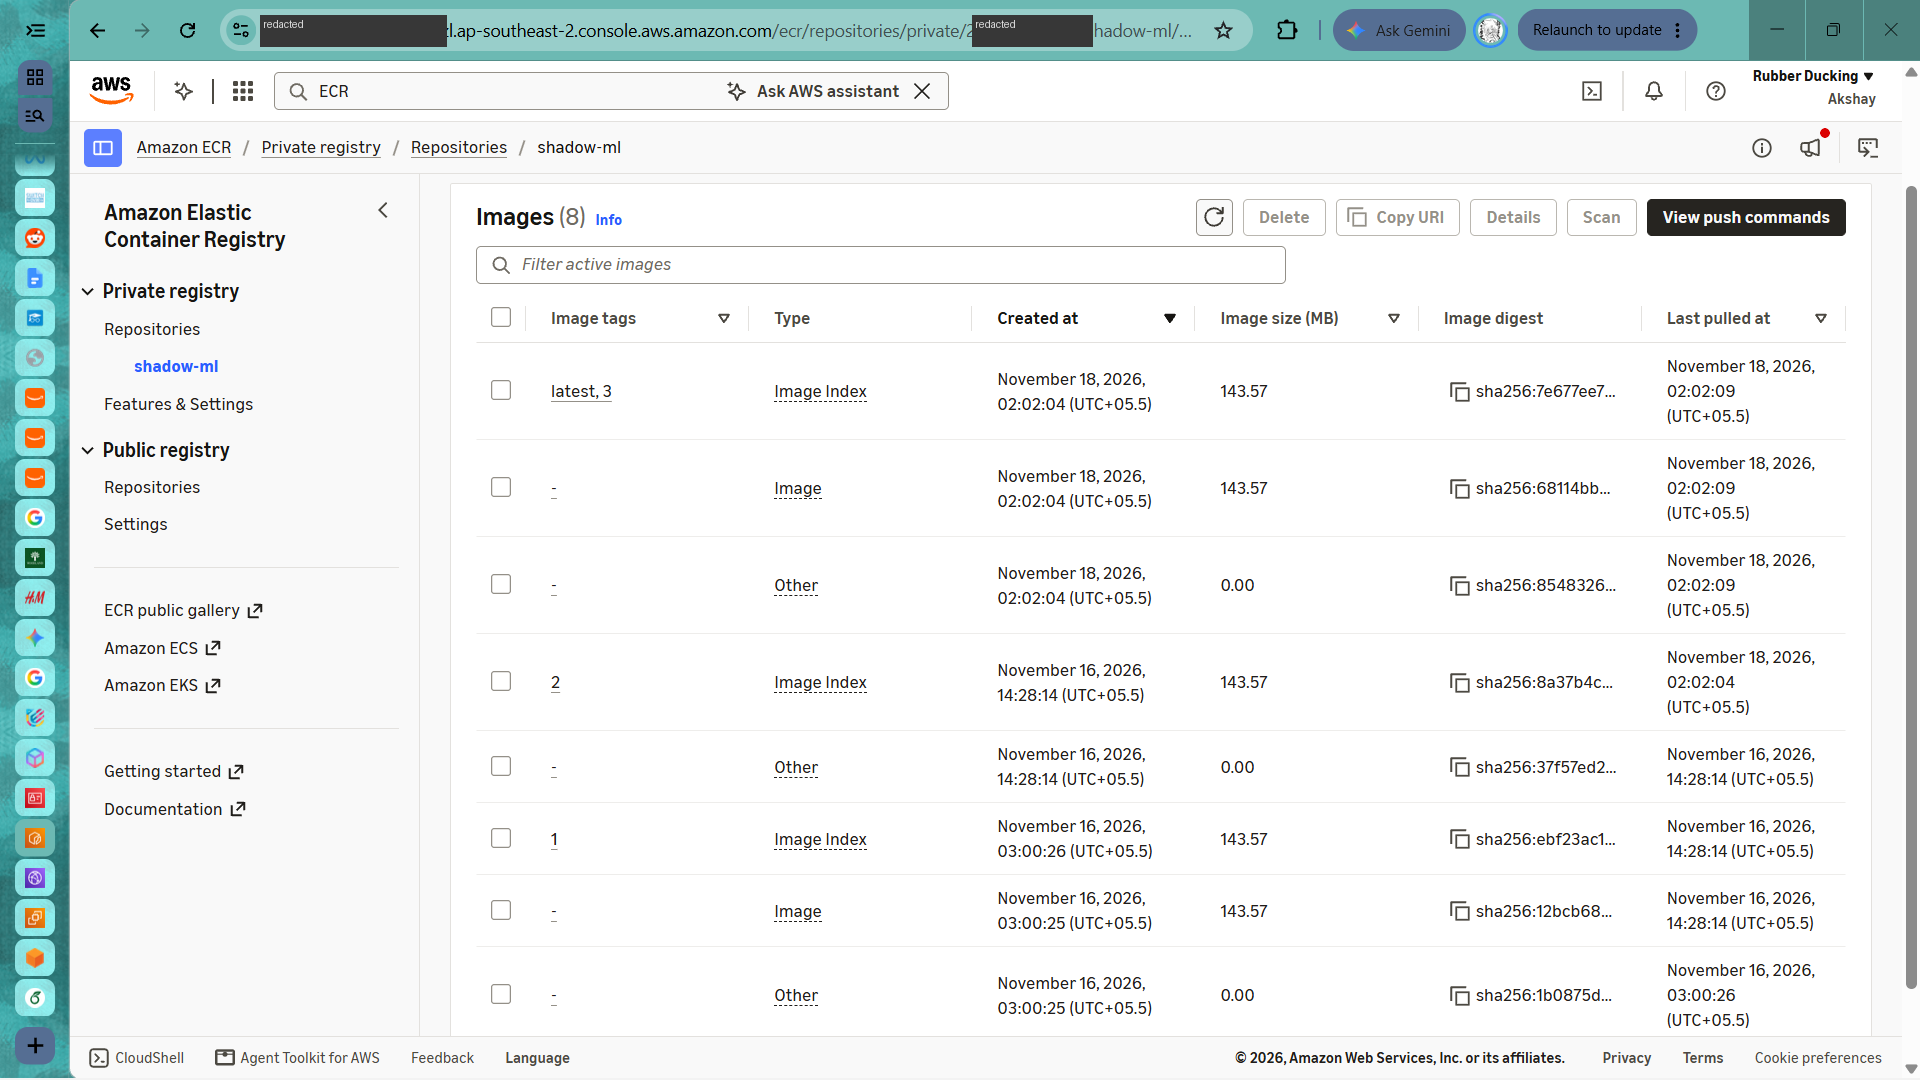 redacted
l.ap-southeast-2.console.aws.amazon.com/ecr/repositories/private/2
redacted
hadow-ml/...
Ask Gemini
Relaunch to update
aws
ECR
Ask AWS assistant
Rubber Ducking
Akshay
Amazon ECR / Private registry / Repositories / shadow-ml
Amazon Elastic
Container Registry
Private registry
Repositories
shadow-ml
Features & Settings
Public registry
Repositories
Settings
ECR public gallery
Amazon ECS
Amazon EKS
Getting started
Documentation
Images (8) Info
Delete
Copy URI
Details
Scan
View push commands
Filter active images
Image tags Type Created at Image size (MB) Image digest Last pulled at
latest, 3 Image Index November 18, 2026, 02:02:04 (UTC+05.5) 143.57 sha256:7e677ee7... November 18, 2026, 02:02:09 (UTC+05.5)
- Image November 18, 2026, 02:02:04 (UTC+05.5) 143.57 sha256:68114bb... November 18, 2026, 02:02:09 (UTC+05.5)
- Other November 18, 2026, 02:02:04 (UTC+05.5) 0.00 sha256:8548326... November 18, 2026, 02:02:09 (UTC+05.5)
2 Image Index November 16, 2026, 14:28:14 (UTC+05.5) 143.57 sha256:8a37b4c... November 18, 2026, 02:02:04 (UTC+05.5)
- Other November 16, 2026, 14:28:14 (UTC+05.5) 0.00 sha256:37f57ed2... November 16, 2026, 14:28:14 (UTC+05.5)
1 Image Index November 16, 2026, 03:00:26 (UTC+05.5) 143.57 sha256:ebf23ac1... November 16, 2026, 14:28:14 (UTC+05.5)
- Image November 16, 2026, 03:00:25 (UTC+05.5) 143.57 sha256:12bcb68... November 16, 2026, 14:28:14 (UTC+05.5)
- Other November 16, 2026, 03:00:25 (UTC+05.5) 0.00 sha256:1b0875d... November 16, 2026, 03:00:26 (UTC+05.5)
CloudShell
Agent Toolkit for AWS
Feedback
Language
© 2026, Amazon Web Services, Inc. or its affiliates.
Privacy
Terms
Cookie preferences
H&M